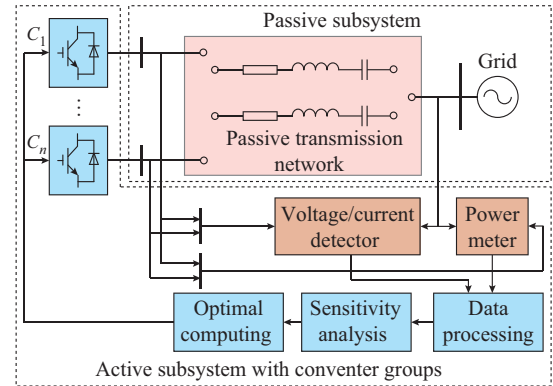 Passive subsystem
C1
Grid
⋮
Cn
Passive transmission
network
Voltage/current
detector
Power
meter
Optimal
computing
Sensitivity
analysis
Data
processing
Active subsystem with conventer groups